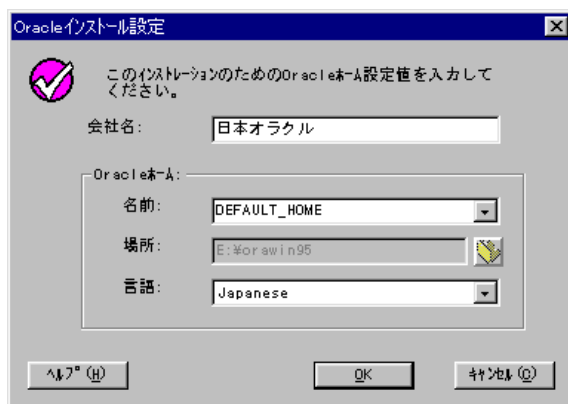 Oracleインストール設定
このインストレーションのためのOracleホーム設定値を入力して
ください。
会社名:
日本オラクル
Oracleホーム:
名前:
DEFAULT_HOME
場所:
E:¥orawin95
言語:
Japanese
ヘルプ(H)
OK
キャンセル(C)